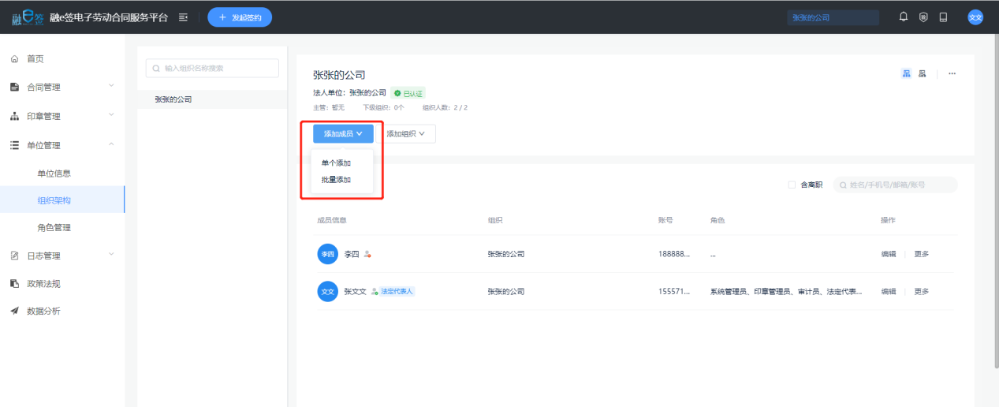 融e签 融e签电子劳动合同服务平台 + 发起签约 张张的公司 文文
首页
合同管理
印章管理
单位管理
单位信息
组织架构
角色管理
日志管理
政策法规
数据分析
输入组织名称搜索
张张的公司
张张的公司
法人单位: 张张的公司 已认证
主管: 暂无 下级组织: 0个 组织人数: 2 / 2
添加成员 添加组织
单个添加
批量添加
含离职 姓名/手机号/邮箱/账号
成员信息 组织 账号 角色 操作
李四 李四 张张的公司 188888... ... 编辑 更多
文文 张文文 法定代表人 张张的公司 155571... 系统管理员、印章管理员、审计员、法定代表... 编辑 更多